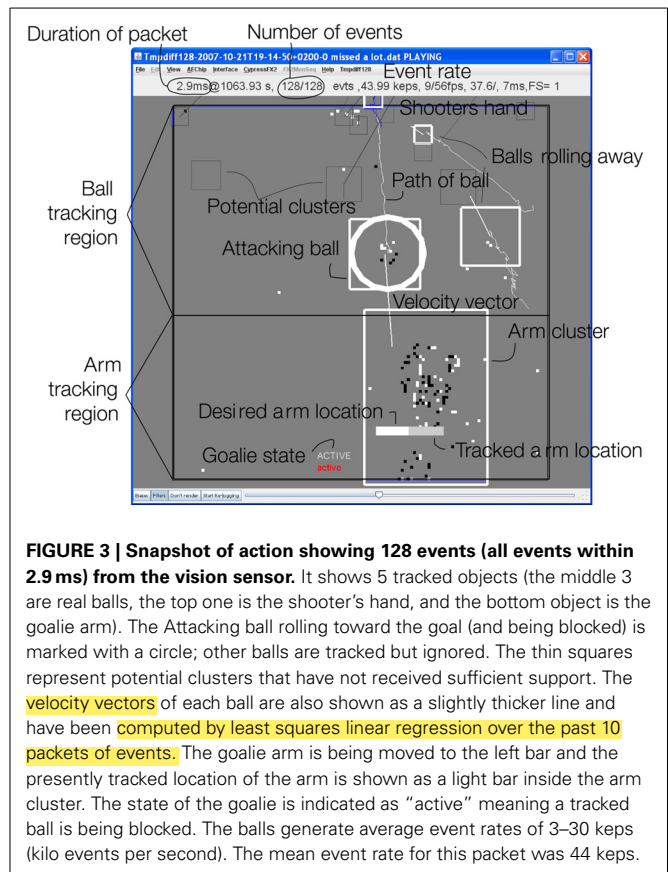 Duration of packet
Number of events
Tmpdiff128-2007-10-21T19-14-50+0200-0 missed a lot.dat PLAYING
File Edit View AEChip Interface CypressFX2 Help Tmpdiff128
Event rate
2.9ms@1063.93 s, 128/128 evts ,43.99 keps, 9/56fps, 37.6/, 7ms,FS= 1
Shooters hand
Balls rolling away
Ball
tracking
region
Path of ball
Potential clusters
Attacking ball
Velocity vector
Arm cluster
Arm
tracking
region
Desired arm location
Tracked arm location
Goalie state
ACTIVE
active
Biases Filters Don't render Start Re-logging
FIGURE 3 | Snapshot of action showing 128 events (all events within
2.9 ms) from the vision sensor. It shows 5 tracked objects (the middle 3
are real balls, the top one is the shooter's hand, and the bottom object is the
goalie arm). The Attacking ball rolling toward the goal (and being blocked) is
marked with a circle; other balls are tracked but ignored. The thin squares
represent potential clusters that have not received sufficient support. The
velocity vectors of each ball are also shown as a slightly thicker line and
have been computed by least squares linear regression over the past 10
packets of events. The goalie arm is being moved to the left bar and the
presently tracked location of the arm is shown as a light bar inside the arm
cluster. The state of the goalie is indicated as “active” meaning a tracked
ball is being blocked. The balls generate average event rates of 3–30 keps
(kilo events per second). The mean event rate for this packet was 44 keps.